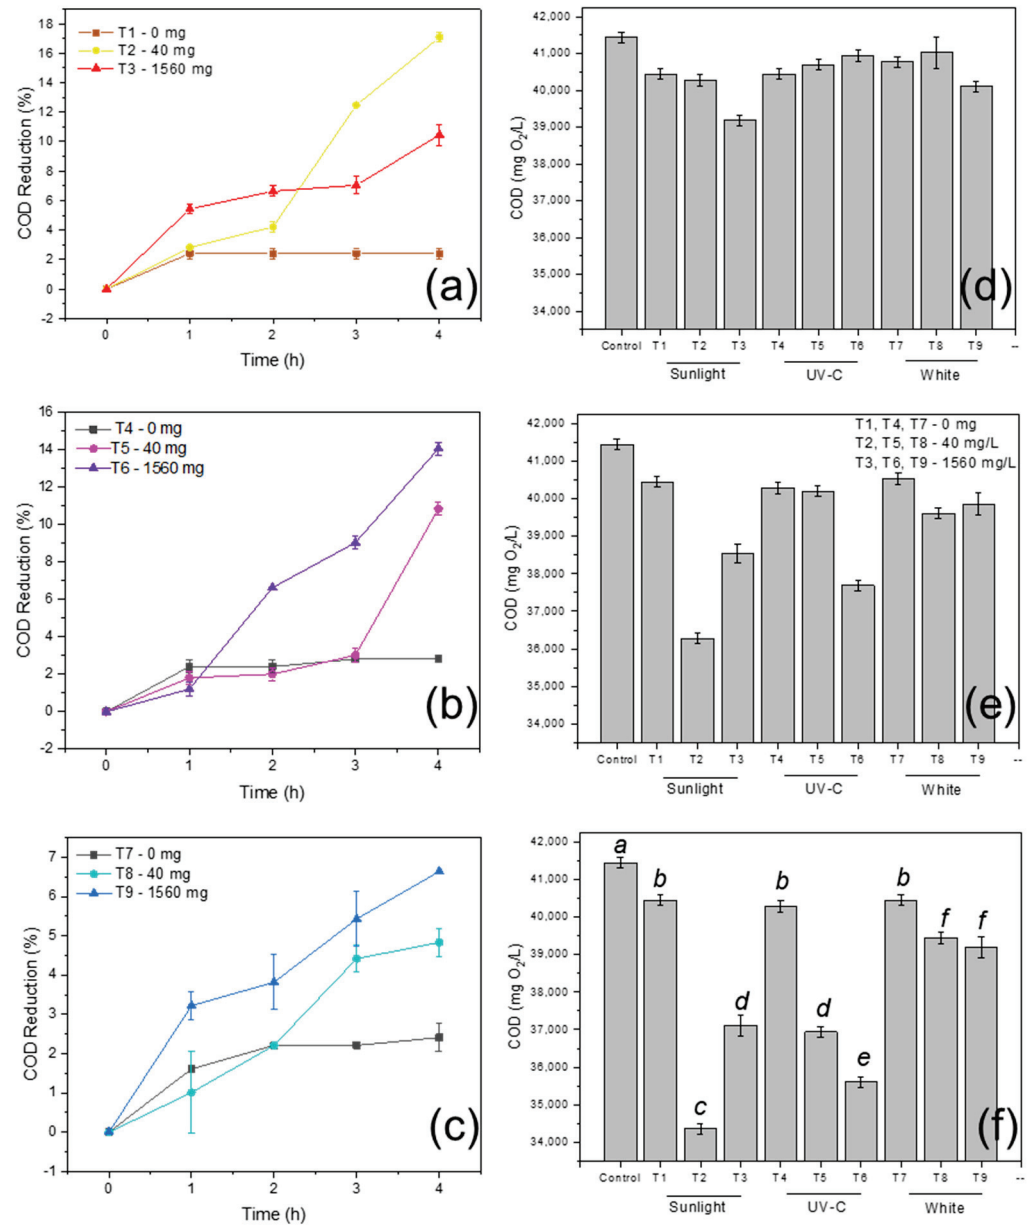 18
16
14
12
10
8
6
4
2
0
-2
COD Reduction (%)
T1 - 0 mg
T2 - 40 mg
T3 - 1560 mg
(a)
0 1 2 3 4
Time (h)
42,000
41,000
40,000
39,000
38,000
37,000
36,000
35,000
34,000
COD (mg O2/L)
(d)
Control T1 T2 T3 T4 T5 T6 T7 T8 T9 --
Sunlight UV-C White
16
14
12
10
8
6
4
2
0
-2
COD Reduction (%)
T4 - 0 mg
T5 - 40 mg
T6 - 1560 mg
(b)
0 1 2 3 4
Time (h)
42,000
41,000
40,000
39,000
38,000
37,000
36,000
35,000
34,000
COD (mg O2/L)
T1, T4, T7 - 0 mg
T2, T5, T8 - 40 mg/L
T3, T6, T9 - 1560 mg/L
(e)
Control T1 T2 T3 T4 T5 T6 T7 T8 T9 --
Sunlight UV-C White
7
6
5
4
3
2
1
0
-1
COD Reduction (%)
T7 - 0 mg
T8 - 40 mg
T9 - 1560 mg
(c)
0 1 2 3 4
Time (h)
42,000
41,000
40,000
39,000
38,000
37,000
36,000
35,000
34,000
COD (mg O2/L)
a b c d b d e b f f
(f)
Control T1 T2 T3 T4 T5 T6 T7 T8 T9 --
Sunlight UV-C White